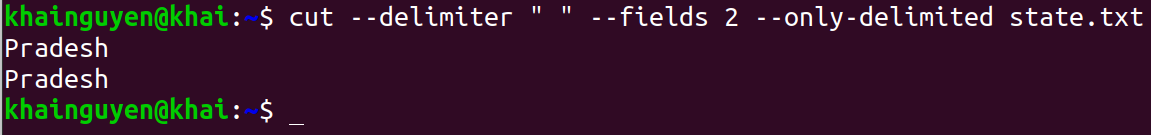 khainguyen@khai:~$ cut --delimiter " " --fields 2 --only-delimited state.txt
Pradesh
Pradesh
khainguyen@khai:~$ _